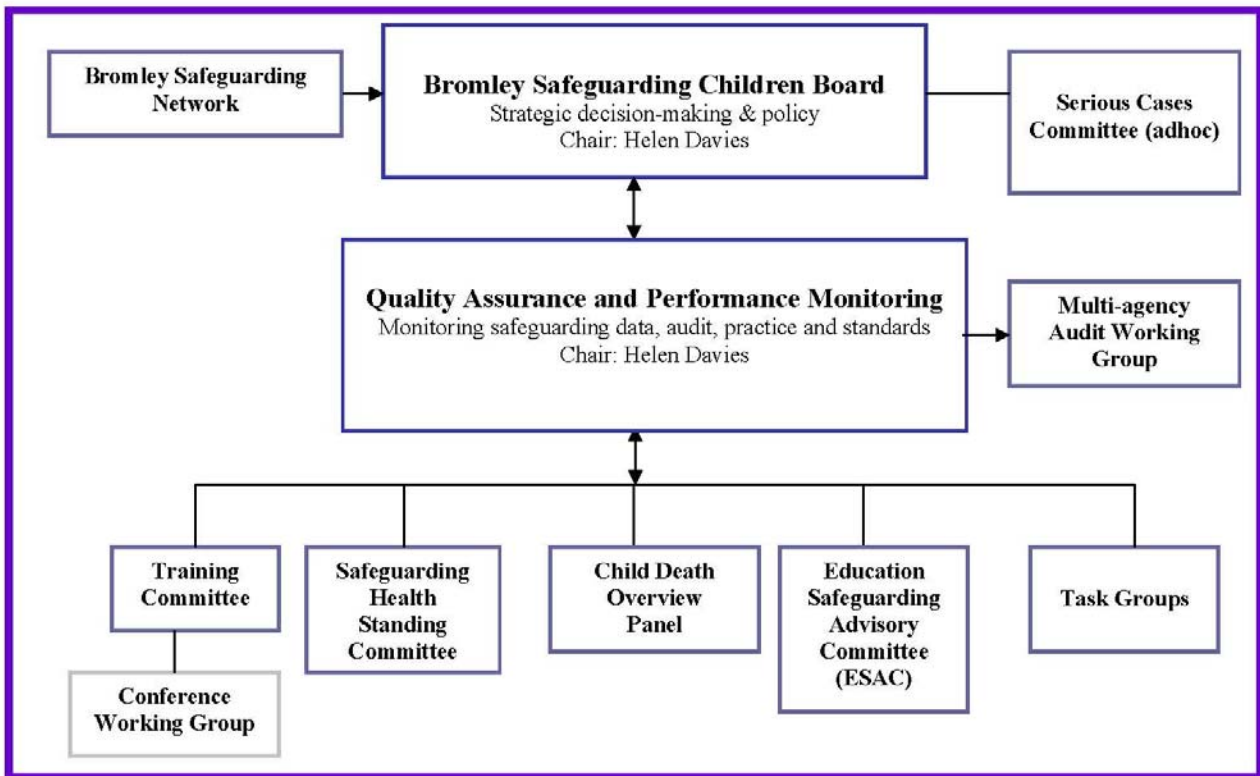 Bromley Safeguarding
Network
Bromley Safeguarding Children Board
Strategic decision-making & policy
Chair: Helen Davies
Serious Cases
Committee (adhoc)
Quality Assurance and Performance Monitoring
Monitoring safeguarding data, audit, practice and standards
Chair: Helen Davies
Multi-agency
Audit Working
Group
Training
Committee
Safeguarding
Health
Standing
Committee
Child Death
Overview
Panel
Education
Safeguarding
Advisory
Committee
(ESAC)
Task Groups
Conference
Working Group